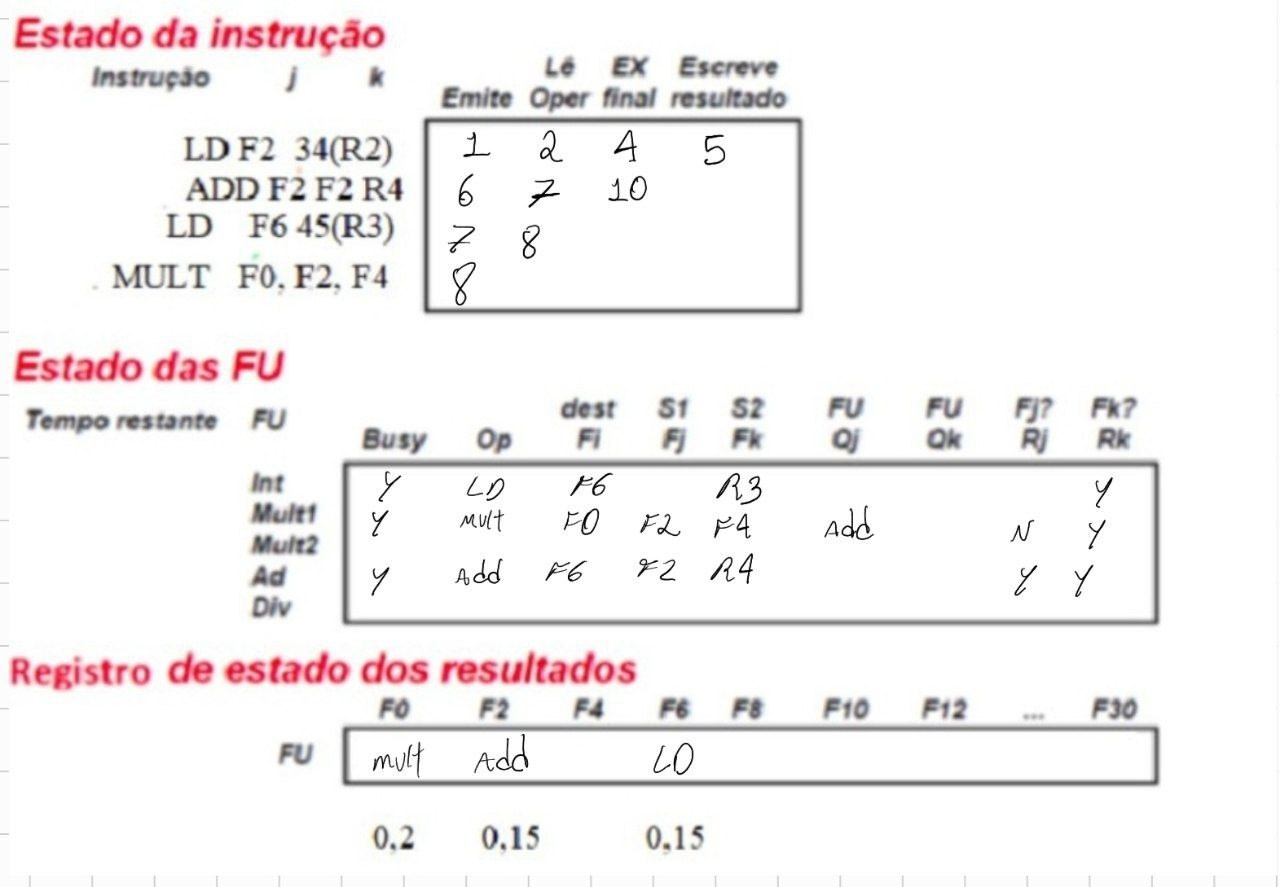 Estado da instrução
Instrução j k Emite Lê Oper EX final Escreve resultado
LD F2 34(R2) 1 2 4 5
ADD F2 F2 R4 6 7 10
LD F6 45(R3) 7 8
. MULT F0, F2, F4 8
Estado das FU
Tempo restante FU Busy Op dest Fi S1 Fj S2 Fk FU Qj FU Qk Fj? Rj Fk? Rk
Int Y LD F6 R3 Y
Mult1 Y Mult F0 F2 F4 Add N Y
Mult2
Ad Y Add F6 F2 R4 Y Y
Div
Registro de estado dos resultados
F0 F2 F4 F6 F8 F10 F12 ... F30
FU mult Add LD
0,2 0,15 0,15